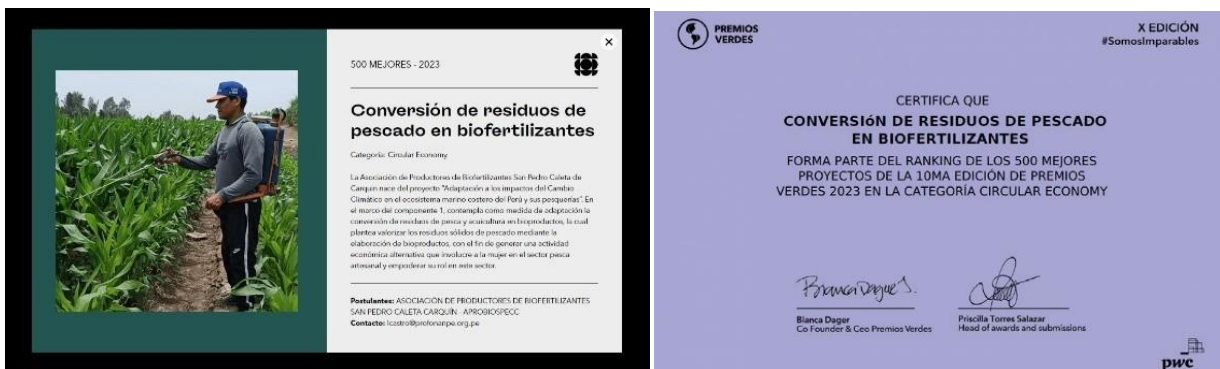 500 MEJORES - 2023
Conversión de residuos de
pescado en biofertilizantes
Categoría: Circular Economy
La Asociación de Productores de Biofertilizantes San Pedro Caleta de
Carquin nace del proyecto "Adaptación a los impactos del Cambio
Climático en el ecosistema marino costero del Perú y sus pesquerías". En
el marco del componente 1, contempla como medida de adaptación la
conversión de residuos de pesca y acuicultura en bioproductos, la cual
plantea valorizar los residuos sólidos de pescado mediante la
elaboración de bioproductos, con el fin de generar una actividad
económica alternativa que involucre a la mujer en el sector pesca
artesanal y empoderar su rol en este sector.
Postulantes: ASOCIACIÓN DE PRODUCTORES DE BIOFERTILIZANTES
SAN PEDRO CALETA CARQUÍN - APROBIOSPECC
Contacto: lcastro@profonanpe.org.pe
PREMIOS
VERDES
X EDICIÓN
#SomosImparables
CERTIFICA QUE
CONVERSIóN DE RESIDUOS DE PESCADO
EN BIOFERTILIZANTES
FORMA PARTE DEL RANKING DE LOS 500 MEJORES
PROYECTOS DE LA 10MA EDICIÓN DE PREMIOS
VERDES 2023 EN LA CATEGORÍA CIRCULAR ECONOMY
Bianca Dager
Co Founder & Ceo Premios Verdes
Priscilla Torres Salazar
Head of awards and submissions
pwc